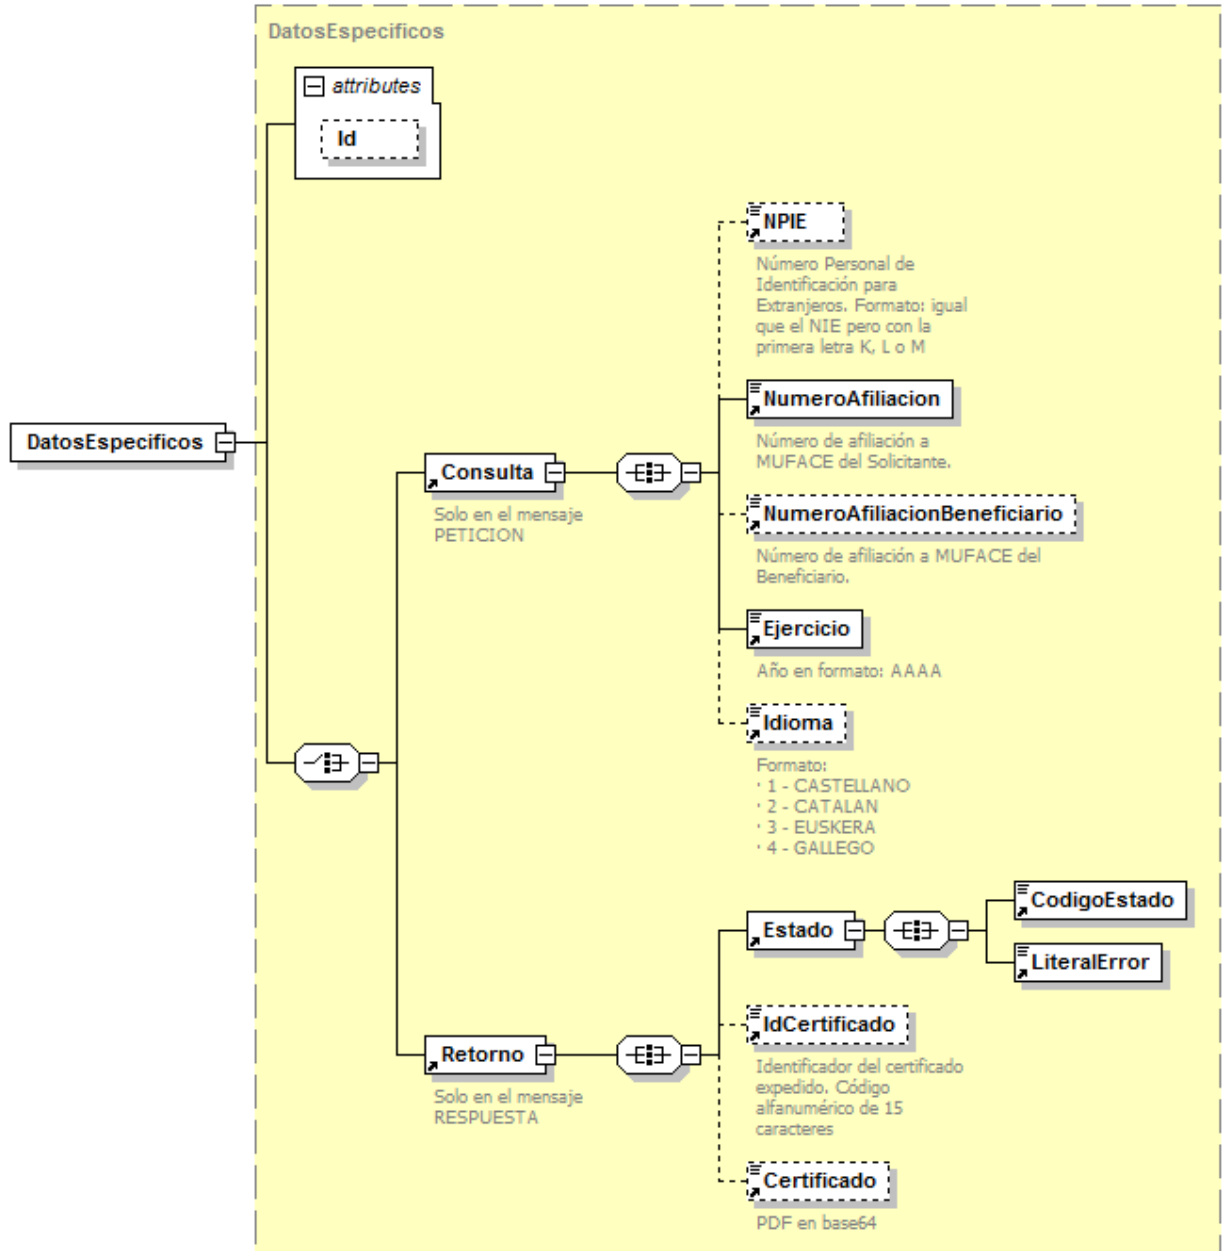 DatosEspecificos
attributes
Id
NPIE
Número Personal de
Identificación para
Extranjeros. Formato: igual
que el NIE pero con la
primera letra K, L o M
NumeroAfiliacion
Número de afiliación a
MUFACE del Solicitante.
DatosEspecificos
Consulta
Solo en el mensaje
PETICION
NumeroAfiliacionBeneficiario
Número de afiliación a MUFACE del
Beneficiario.
Ejercicio
Año en formato: AAAA
Idioma
Formato:
· 1 - CASTELLANO
· 2 - CATALAN
· 3 - EUSKERA
· 4 - GALLEGO
Estado
CodigoEstado
LiteralError
IdCertificado
Identificador del certificado
expedido. Código
alfanumérico de 15
caracteres
Retorno
Solo en el mensaje
RESPUESTA
Certificado
PDF en base64